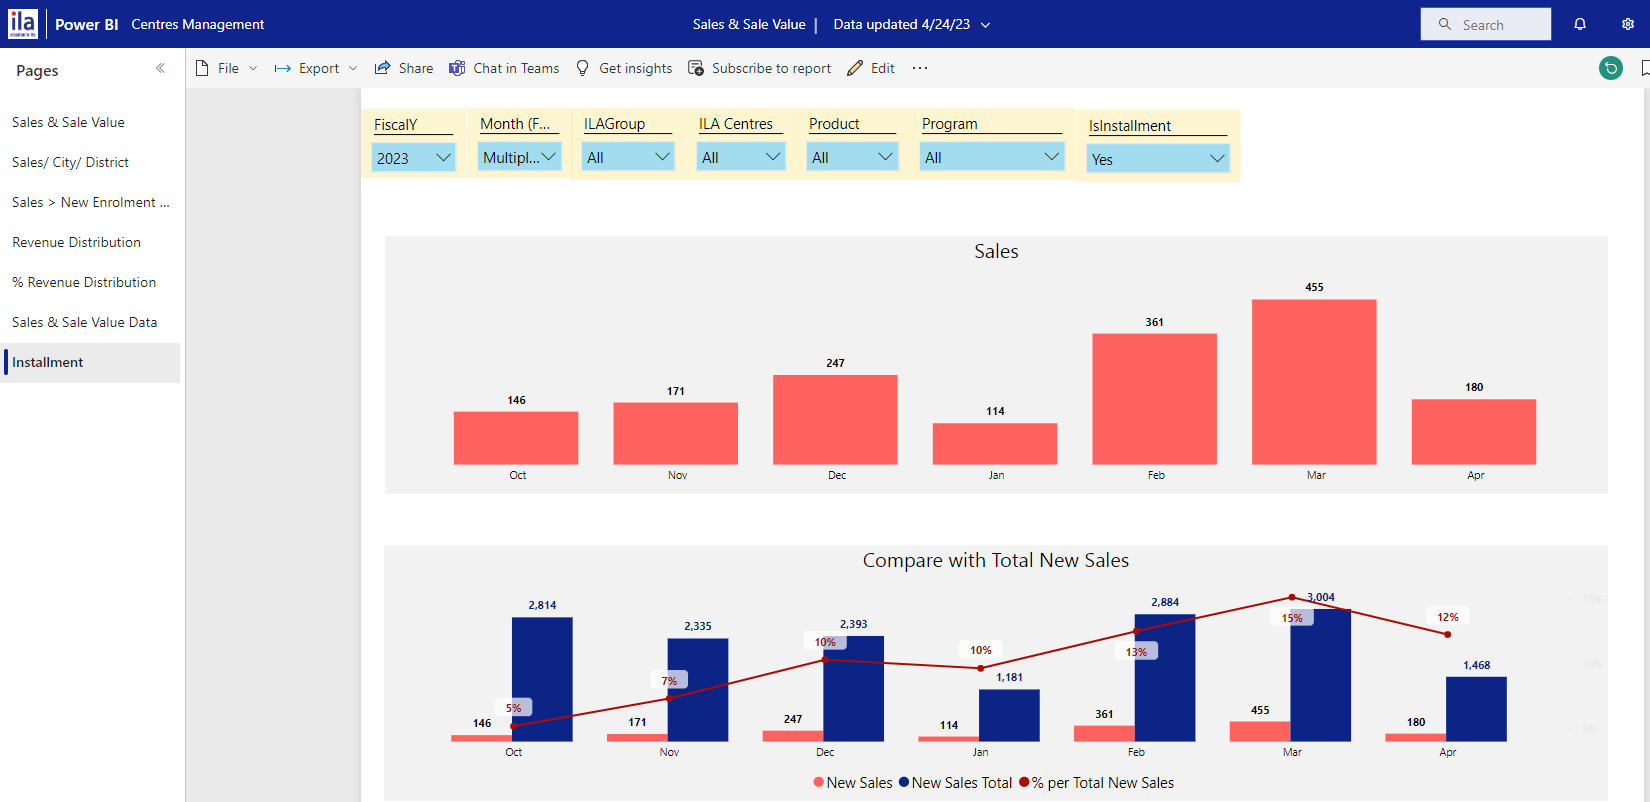 ila
Power BI Centres Management
Sales & Sale Value | Data updated 4/24/23
Search
Pages
File Export Share Chat in Teams Get insights Subscribe to report Edit ...
Sales & Sale Value
Sales/ City/ District
Sales > New Enrolment ...
Revenue Distribution
% Revenue Distribution
Sales & Sale Value Data
Installment
FiscalY Month (F... ILAGroup ILA Centres Product Program IsInstallment
2023 Multipl... All All All All Yes
Sales
146 171 247 114 361 455 180
Oct Nov Dec Jan Feb Mar Apr
Compare with Total New Sales
2,814 2,335 2,393 1,181 2,884 3,004 1,468
5% 7% 10% 10% 13% 15% 12%
146 171 247 114 361 455 180
15%
10%
5%
Oct Nov Dec Jan Feb Mar Apr
New Sales New Sales Total % per Total New Sales